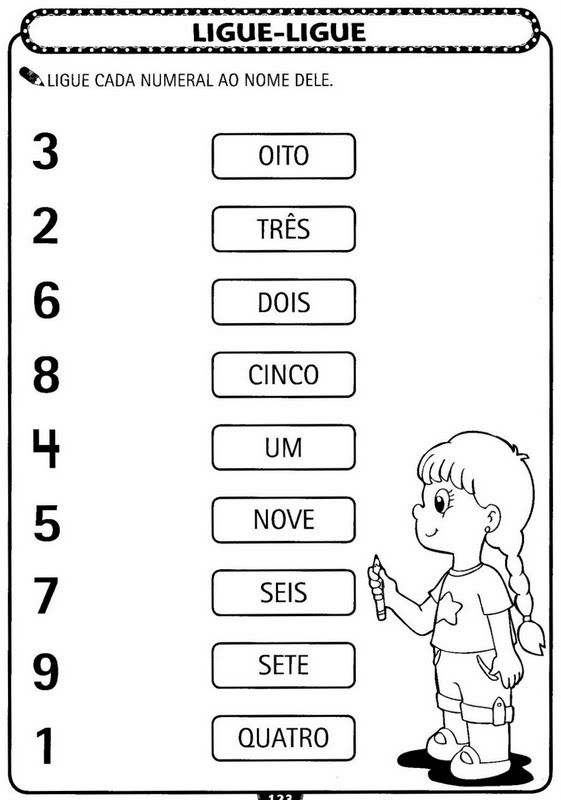 LIGUE-LIGUE
LIGUE CADA NUMERAL AO NOME DELE.
3 OITO
2 TRÊS
6 DOIS
8 CINCO
4 UM
5 NOVE
7 SEIS
9 SETE
1 QUATRO